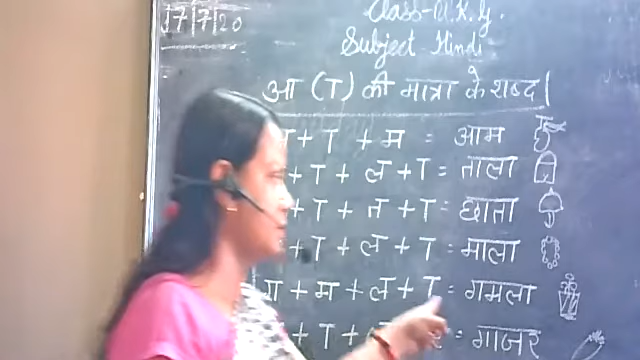 17/7/20
Class-U.K.G.
Subject Hindi
आ (ा) की मात्रा के शब्द
+ ा + म = आम
+ ा + ल + ा = ताला
+ ा + त + ा = छाता
+ ा + ल + ा = माला
ग + म + ल + ा = गमला
+ ा + = गाजर